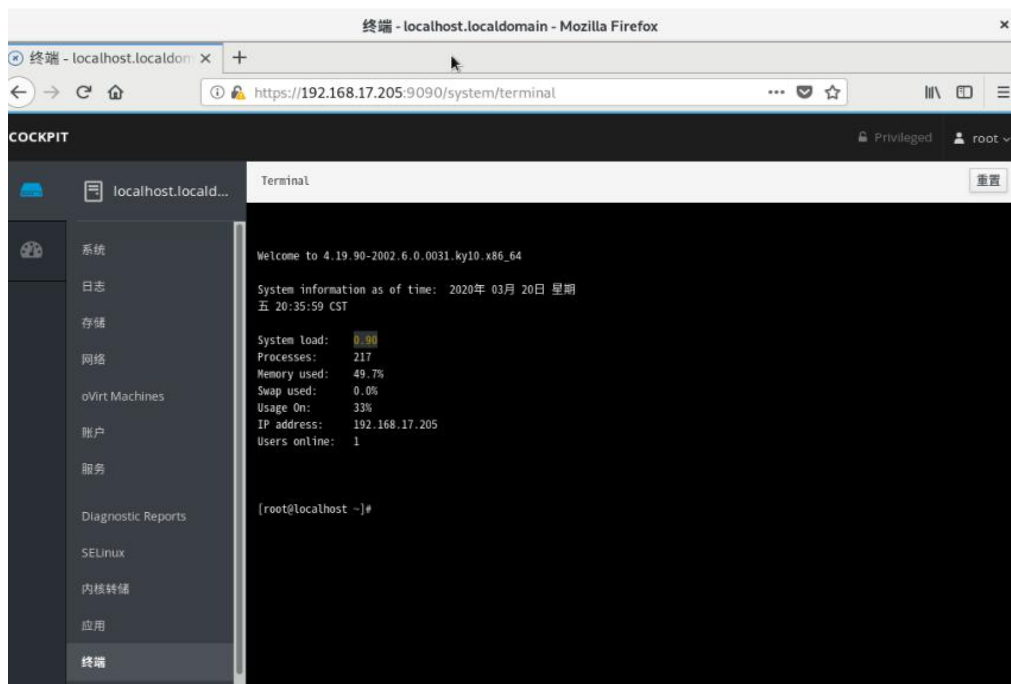 终端 - localhost.localdomain - Mozilla Firefox
终端 - localhost.localdom
https://192.168.17.205:9090/system/terminal
COCKPIT
Privileged
root
localhost.locald...
Terminal
重置
系统
日志
存储
网络
oVirt Machines
账户
服务
Diagnostic Reports
SELinux
内核转储
应用
终端
Welcome to 4.19.90-2002.6.0.0031.ky10.x86_64
System information as of time: 2020年 03月 20日 星期
五 20:35:59 CST
System load: 0.90
Processes: 217
Memory used: 49.7%
Swap used: 0.0%
Usage On: 33%
IP address: 192.168.17.205
Users online: 1
[root@localhost ~]#